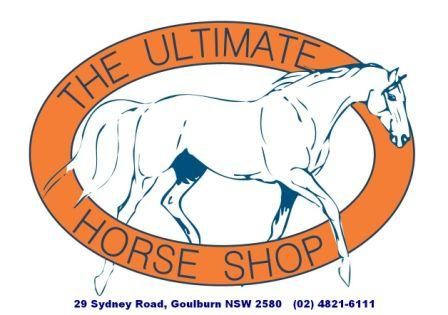 THE ULTIMATE
HORSE SHOP
29 Sydney Road, Goulburn NSW 2580 (02) 4821-6111